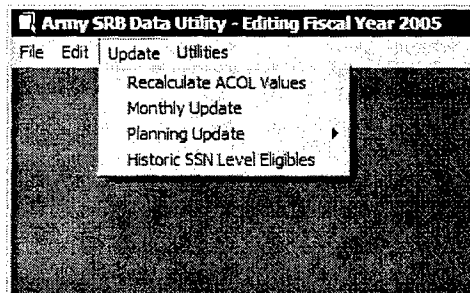 Army SRB Data Utility - Editing Fiscal Year 2005
File Edit Update Utilities
Recalculate ACOL Values
Monthly Update
Planning Update
Historic SSN Level Eligibles